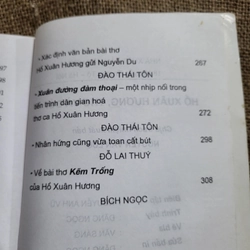 - Xác định văn bản bài thơ
Hồ Xuân Hương gửi Nguyễn Du 267
ĐÀO THÁI TÔN
- Xuân đường đàm thoại – một nhịp nối trong
tiến trình dân gian hoá
thơ ca Hồ Xuân Hương 272
ĐÀO THÁI TÔN
- Nhân hứng cũng vừa toan cất bút 298
ĐỖ LAI THUÝ
- Về bài thơ Kẽm Trống
của Hồ Xuân Hương 308
BÍCH NGỌC